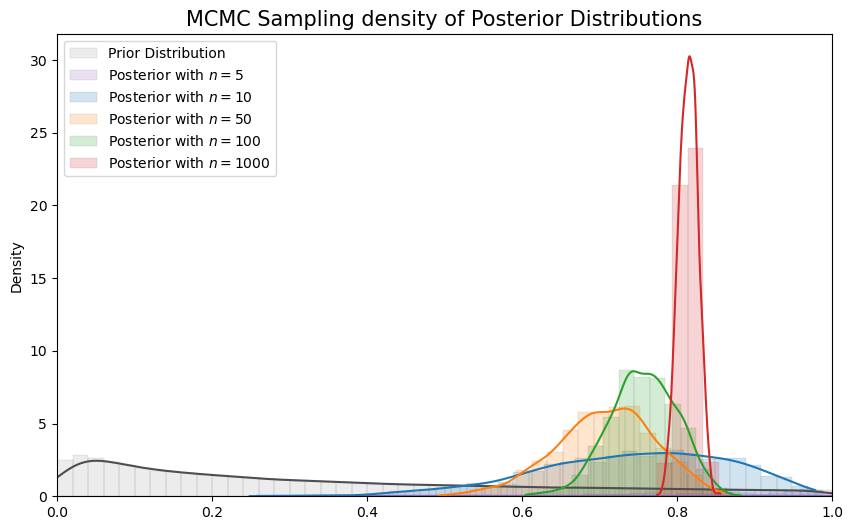 MCMC Sampling density of Posterior Distributions
Prior Distribution
Posterior with n = 5
Posterior with n = 10
Posterior with n = 50
Posterior with n = 100
Posterior with n = 1000
Density
30
25
20
15
10
5
0
0.0 0.2 0.4 0.6 0.8 1.0